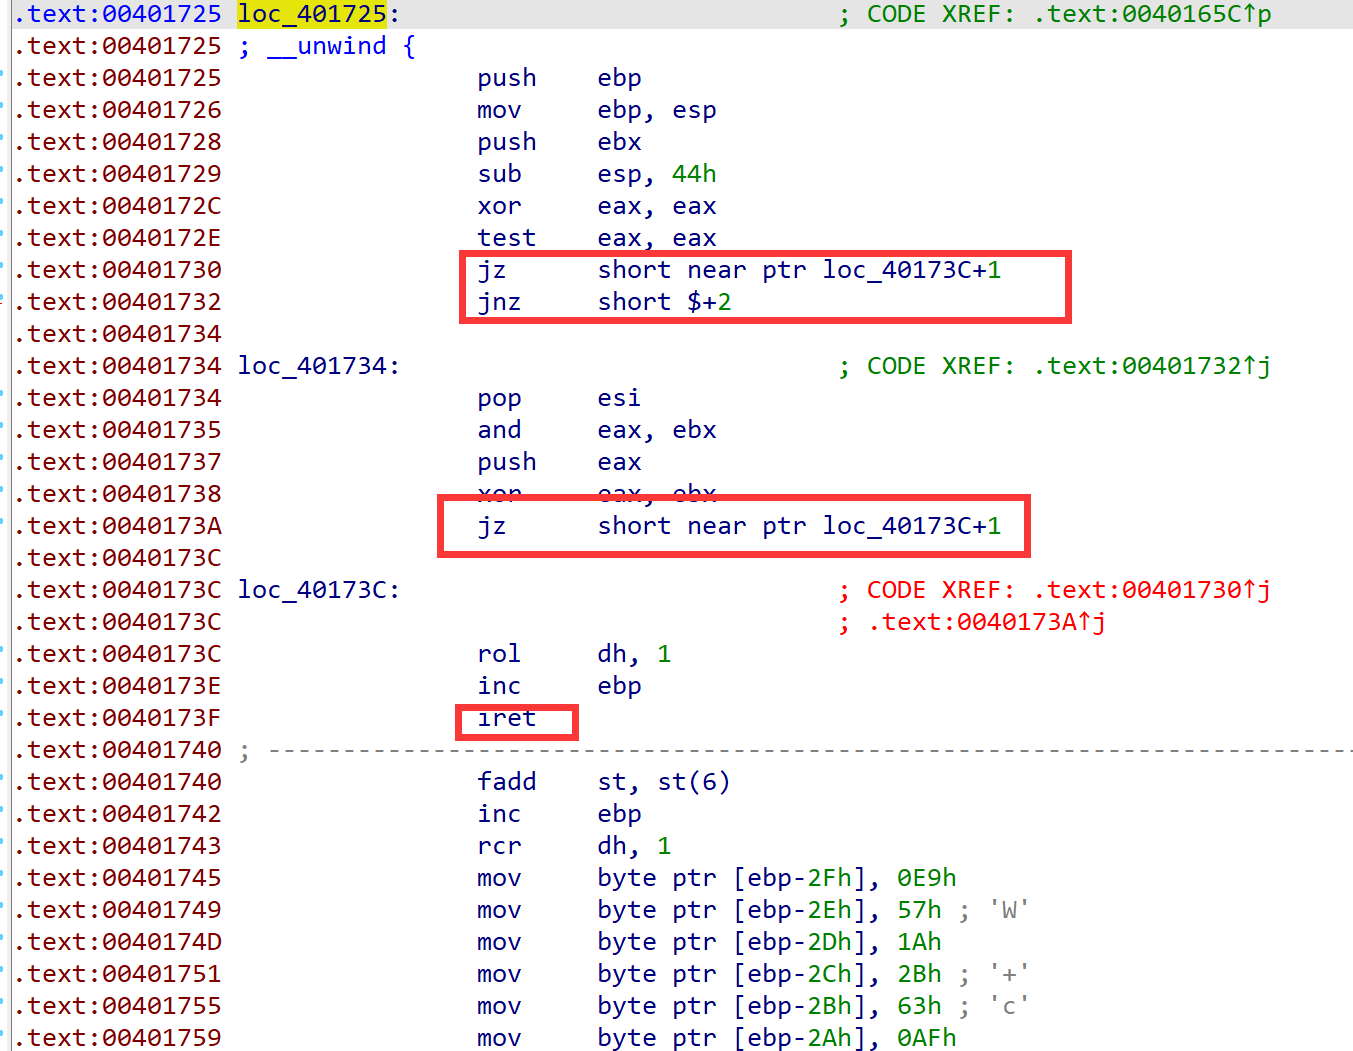 .text:00401725 loc_401725: ; CODE XREF: .text:0040165C↑p
.text:00401725 ; __unwind {
.text:00401725 push ebp
.text:00401726 mov ebp, esp
.text:00401728 push ebx
.text:00401729 sub esp, 44h
.text:0040172C xor eax, eax
.text:0040172E test eax, eax
.text:00401730 jz short near ptr loc_40173C+1
.text:00401732 jnz short $+2
.text:00401734
.text:00401734 loc_401734: ; CODE XREF: .text:00401732↑j
.text:00401734 pop esi
.text:00401735 and eax, ebx
.text:00401737 push eax
.text:00401738 xor eax, ebx
.text:0040173A jz short near ptr loc_40173C+1
.text:0040173C
.text:0040173C loc_40173C: ; CODE XREF: .text:00401730↑j
.text:0040173C ; .text:0040173A↑j
.text:0040173C rol dh, 1
.text:0040173E inc ebp
.text:0040173F iret
.text:00401740 ; ---------------------------------------------------------------------------
.text:00401740 fadd st, st(6)
.text:00401742 inc ebp
.text:00401743 rcr dh, 1
.text:00401745 mov byte ptr [ebp-2Fh], 0E9h
.text:00401749 mov byte ptr [ebp-2Eh], 57h ; 'W'
.text:0040174D mov byte ptr [ebp-2Dh], 1Ah
.text:00401751 mov byte ptr [ebp-2Ch], 2Bh ; '+'
.text:00401755 mov byte ptr [ebp-2Bh], 63h ; 'c'
.text:00401759 mov byte ptr [ebp-2Ah], 0AFh